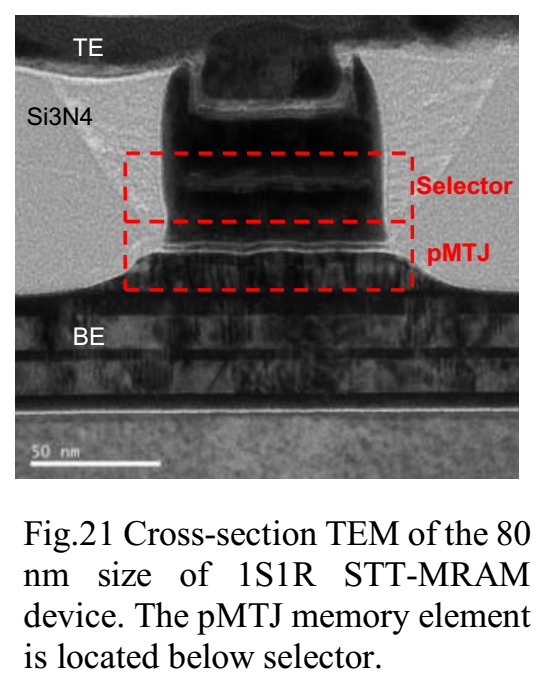 TE
Si3N4
Selector
pMTJ
BE
50 nm
Fig.21 Cross-section TEM of the 80
nm size of 1S1R STT-MRAM
device. The pMTJ memory element
is located below selector.